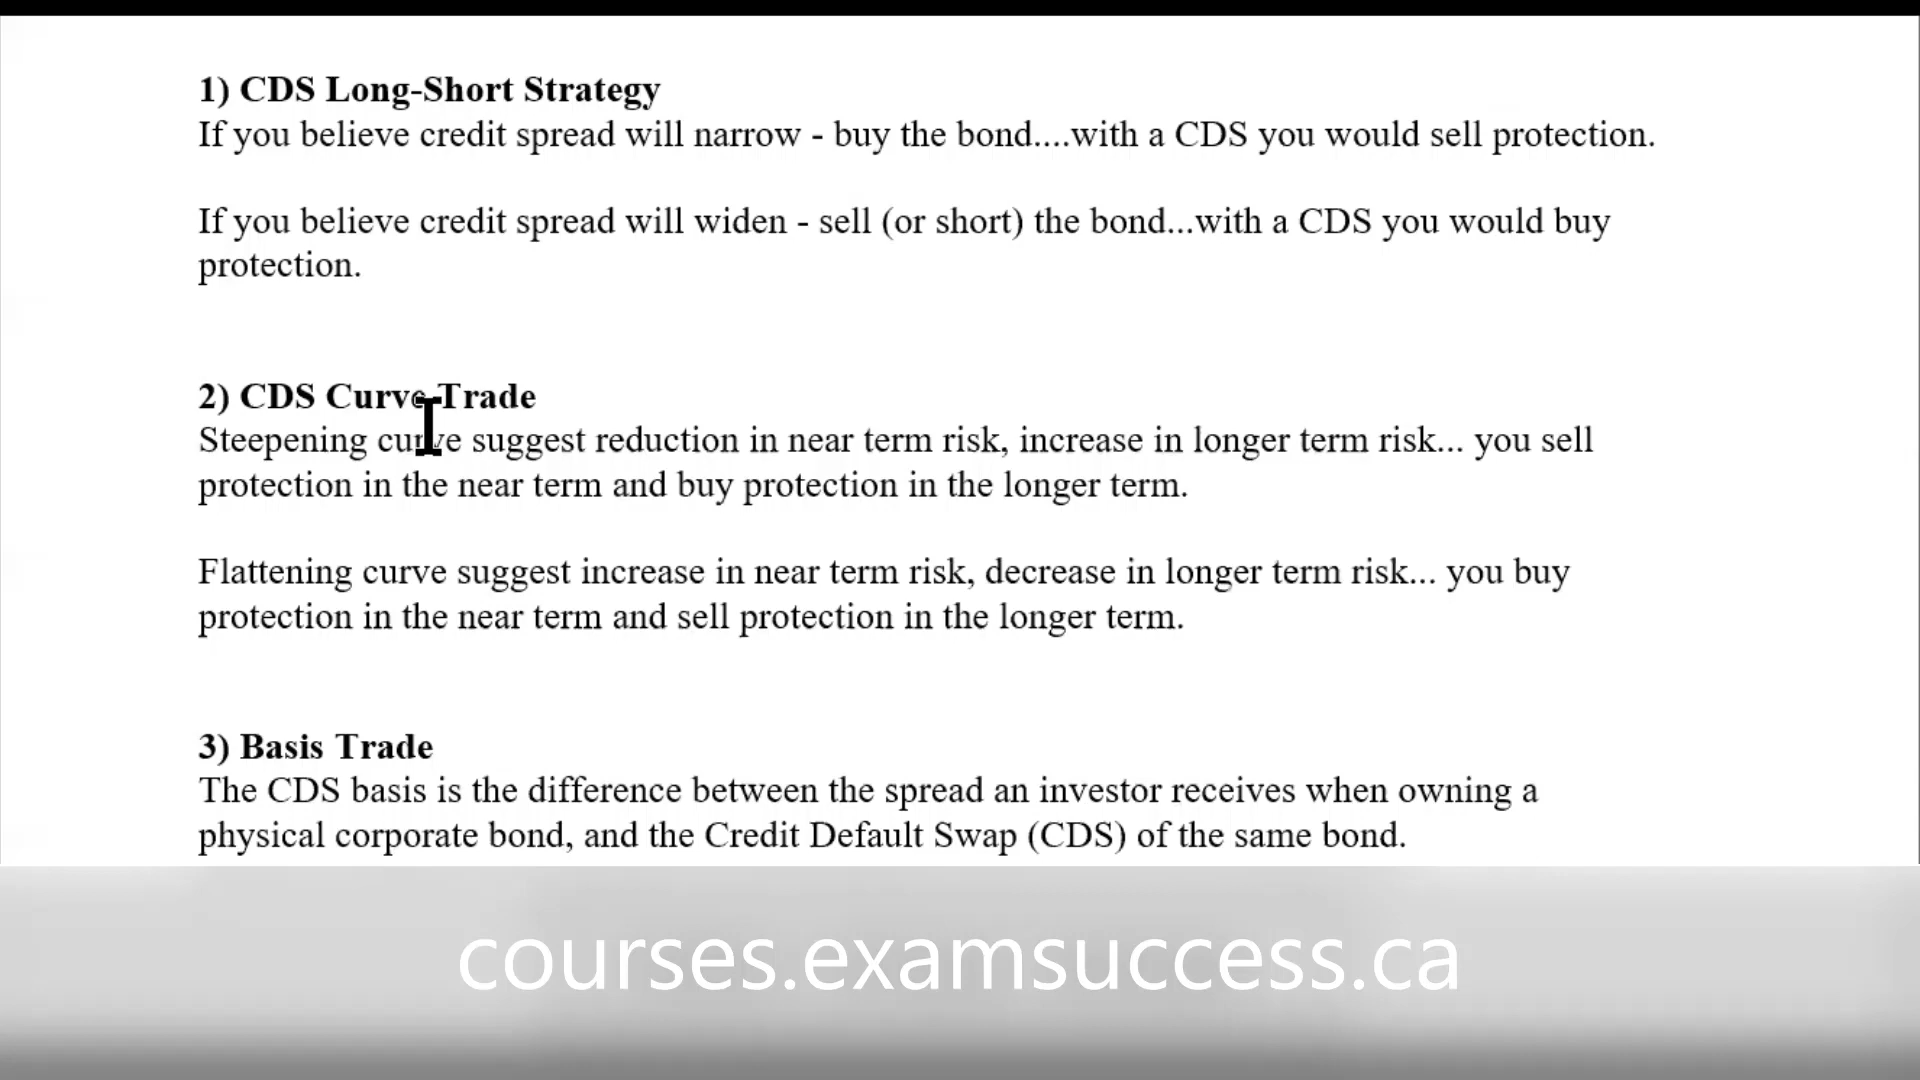 1) CDS Long-Short Strategy
If you believe credit spread will narrow - buy the bond....with a CDS you would sell protection.
If you believe credit spread will widen - sell (or short) the bond...with a CDS you would buy
protection.
2) CDS Curve Trade
Steepening curve suggest reduction in near term risk, increase in longer term risk... you sell
protection in the near term and buy protection in the longer term.
Flattening curve suggest increase in near term risk, decrease in longer term risk... you buy
protection in the near term and sell protection in the longer term.
3) Basis Trade
The CDS basis is the difference between the spread an investor receives when owning a
physical corporate bond, and the Credit Default Swap (CDS) of the same bond.
courses.examsuccess.ca